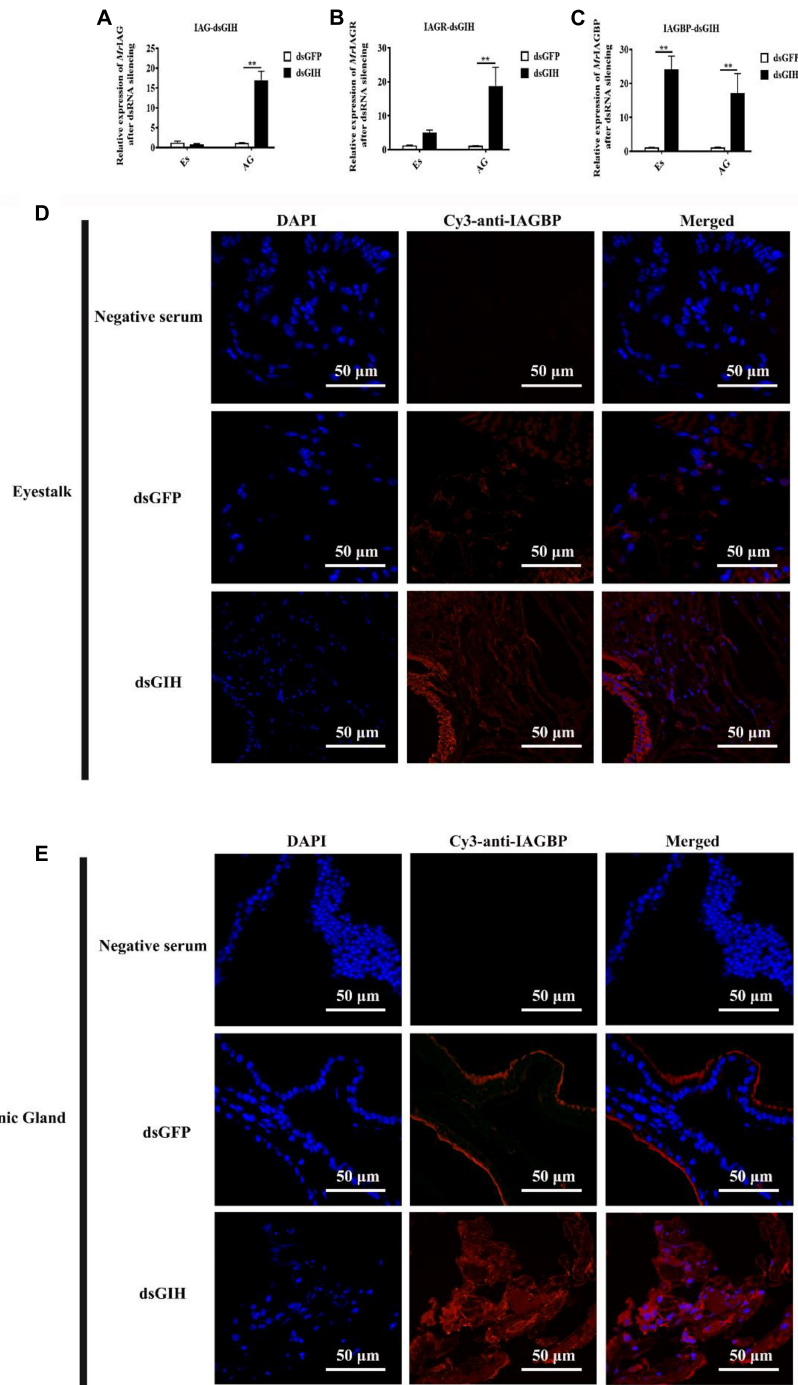 A
IAG-dsGIH
Relative expression of MrIAG
after dsRNA silencing
25
20
15
10
5
0
**
dsGFP
dsGIH
Es
AG
B
IAGR-dsGIH
Relative expression of MrIAGR
after dsRNA silencing
30
20
10
0
**
dsGFP
dsGIH
Es
AG
C
IAGBP-dsGIH
Relative expression of MrIAGBP
after dsRNA silencing
30
20
10
0
**
**
dsGFP
dsGIH
Es
AG
D
DAPI
Cy3-anti-IAGBP
Merged
Negative serum
50 µm
50 µm
50 µm
Eyestalk
dsGFP
50 µm
50 µm
50 µm
dsGIH
50 µm
50 µm
50 µm
E
DAPI
Cy3-anti-IAGBP
Merged
Negative serum
50 µm
50 µm
50 µm
nic Gland
dsGFP
50 µm
50 µm
50 µm
dsGIH
50 µm
50 µm
50 µm